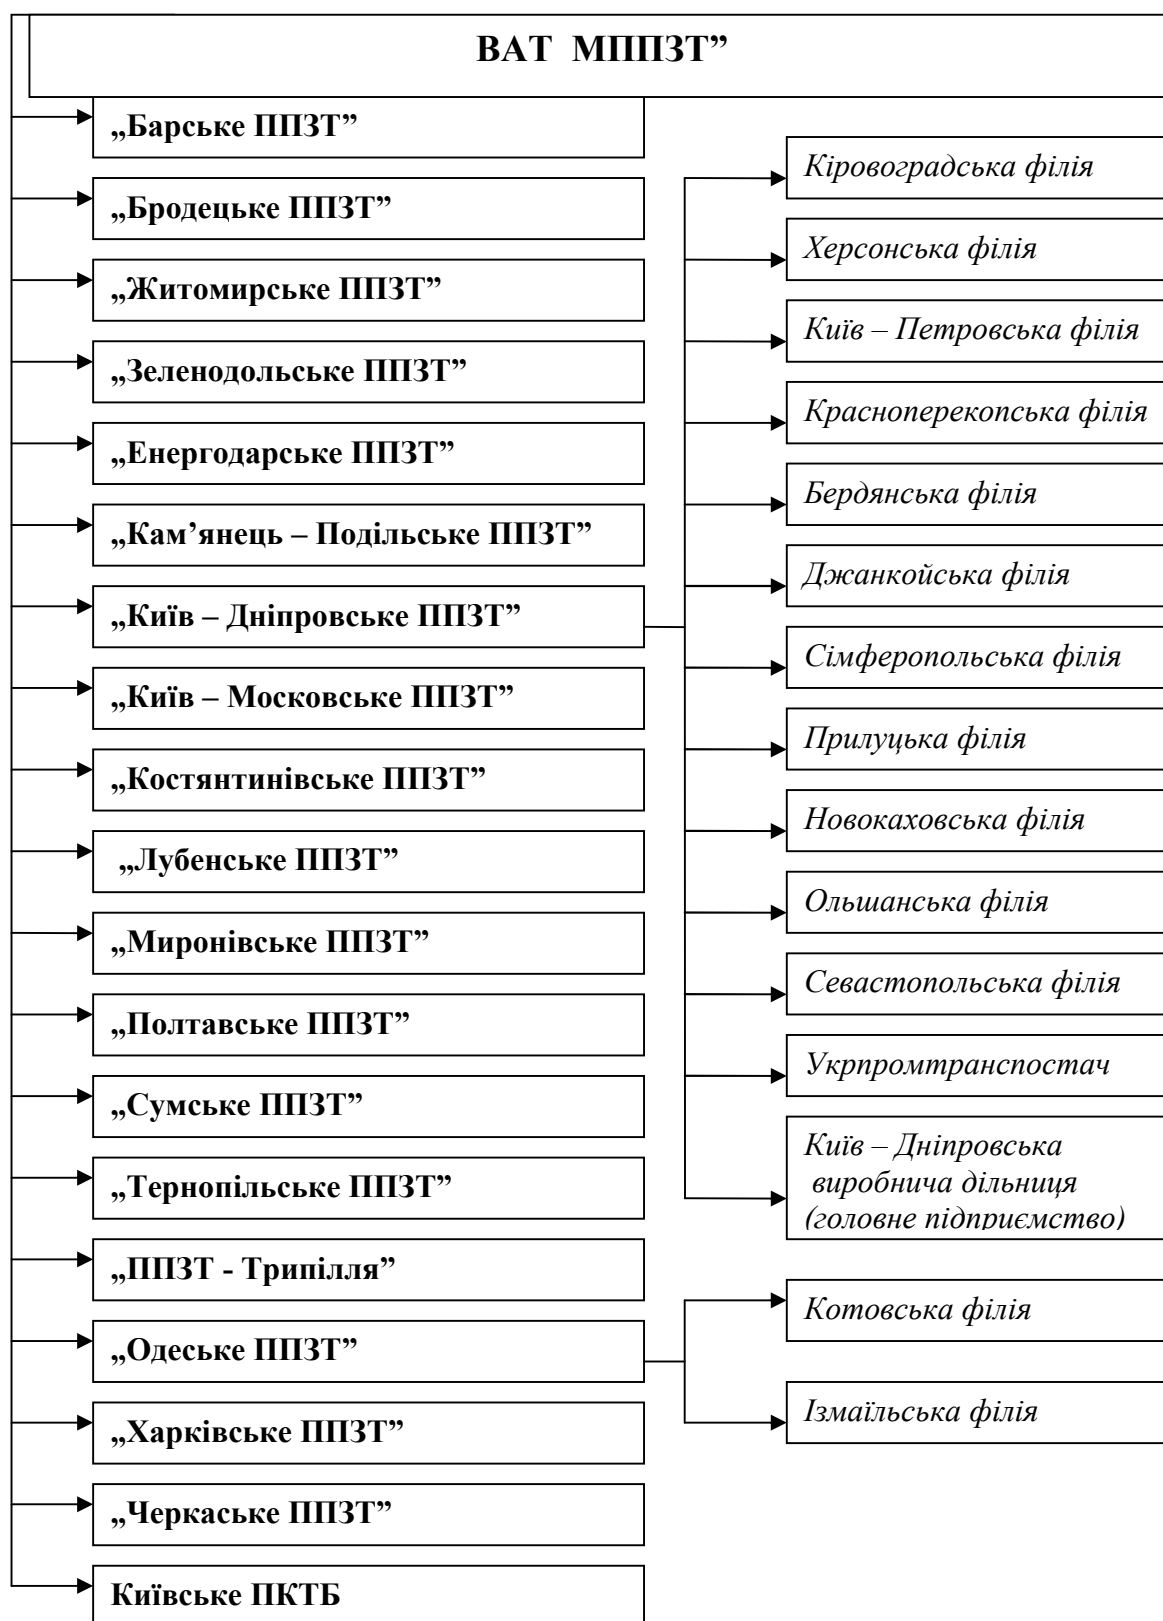 ВАТ МППЗТ”
„Барське ППЗТ”
„Бродецьке ППЗТ”
„Житомирське ППЗТ”
„Зеленодольське ППЗТ”
„Енергодарське ППЗТ”
„Кам’янець – Подільське ППЗТ”
„Київ – Дніпровське ППЗТ”
„Київ – Московське ППЗТ”
„Костянтинівське ППЗТ”
„Лубенське ППЗТ”
„Миронівське ППЗТ”
„Полтавське ППЗТ”
„Сумське ППЗТ”
„Тернопільське ППЗТ”
„ППЗТ - Трипілля”
„Одеське ППЗТ”
„Харківське ППЗТ”
„Черкаське ППЗТ”
Київське ПКТБ
Кіровоградська філія
Херсонська філія
Київ – Петровська філія
Красноперекопська філія
Бердянська філія
Джанкойська філія
Сімферопольська філія
Прилуцька філія
Новокаховська філія
Ольшанська філія
Севастопольська філія
Укрпромтранспостач
Київ – Дніпровська
виробнича дільниця
(головне підприємство)
Котовська філія
Ізмаїльська філія